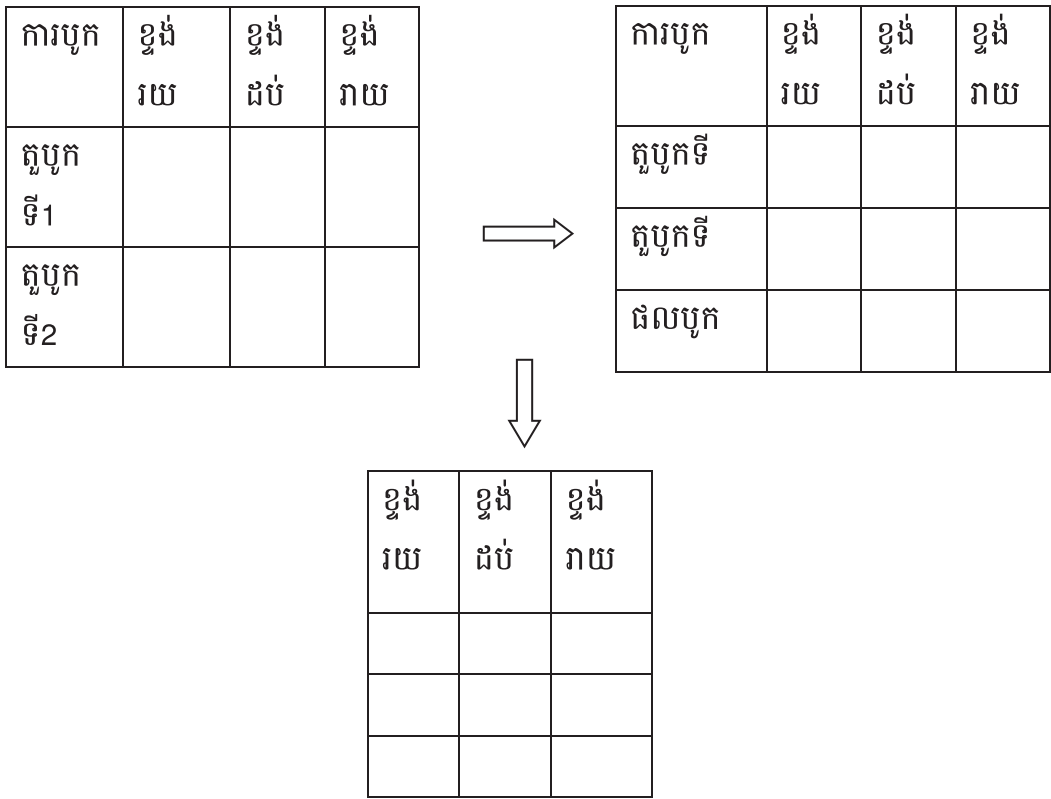 ការបូក ខ្ទង់ ខ្ទង់ ខ្ទង់
រយ ដប់ រាយ
តួបូក
ទី1
តួបូក
ទី2
ការបូក ខ្ទង់ ខ្ទង់ ខ្ទង់
រយ ដប់ រាយ
តួបូកទី
តួបូកទី
ផលបូក
ខ្ទង់ ខ្ទង់ ខ្ទង់
រយ ដប់ រាយ